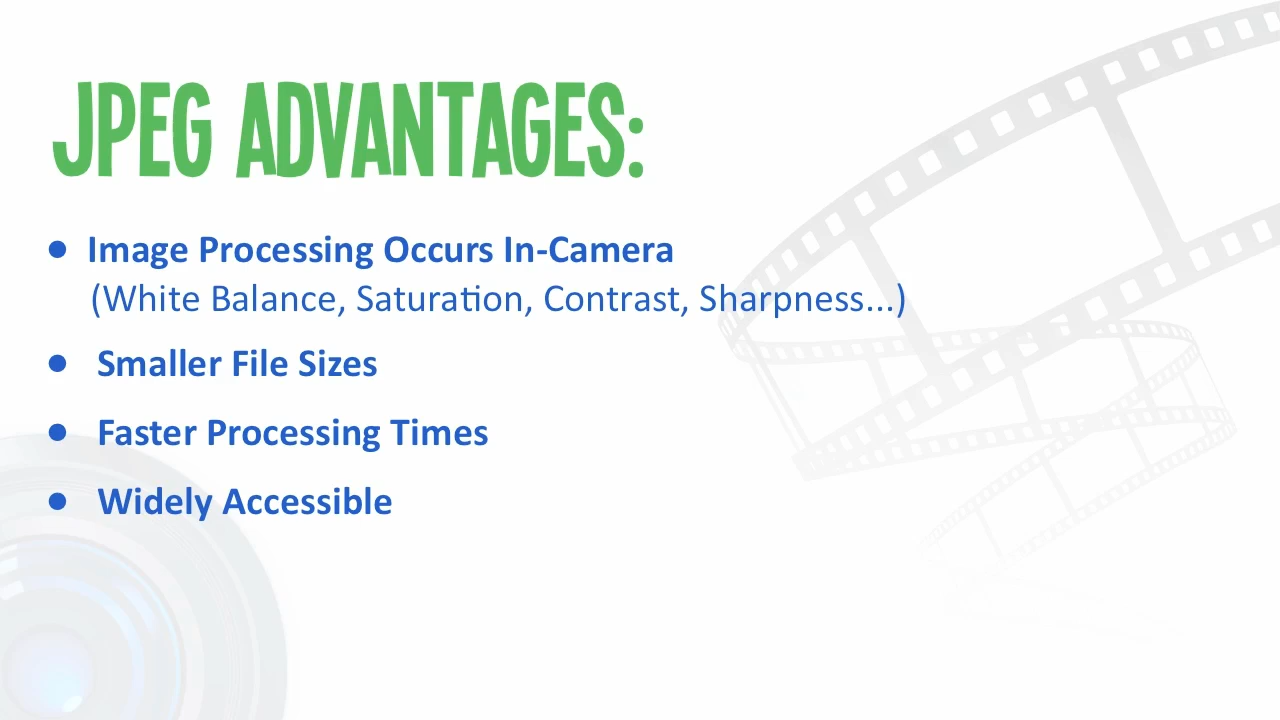 JPEG ADVANTAGES:
• Image Processing Occurs In-Camera
(White Balance, Saturation, Contrast, Sharpness...)
• Smaller File Sizes
• Faster Processing Times
• Widely Accessible